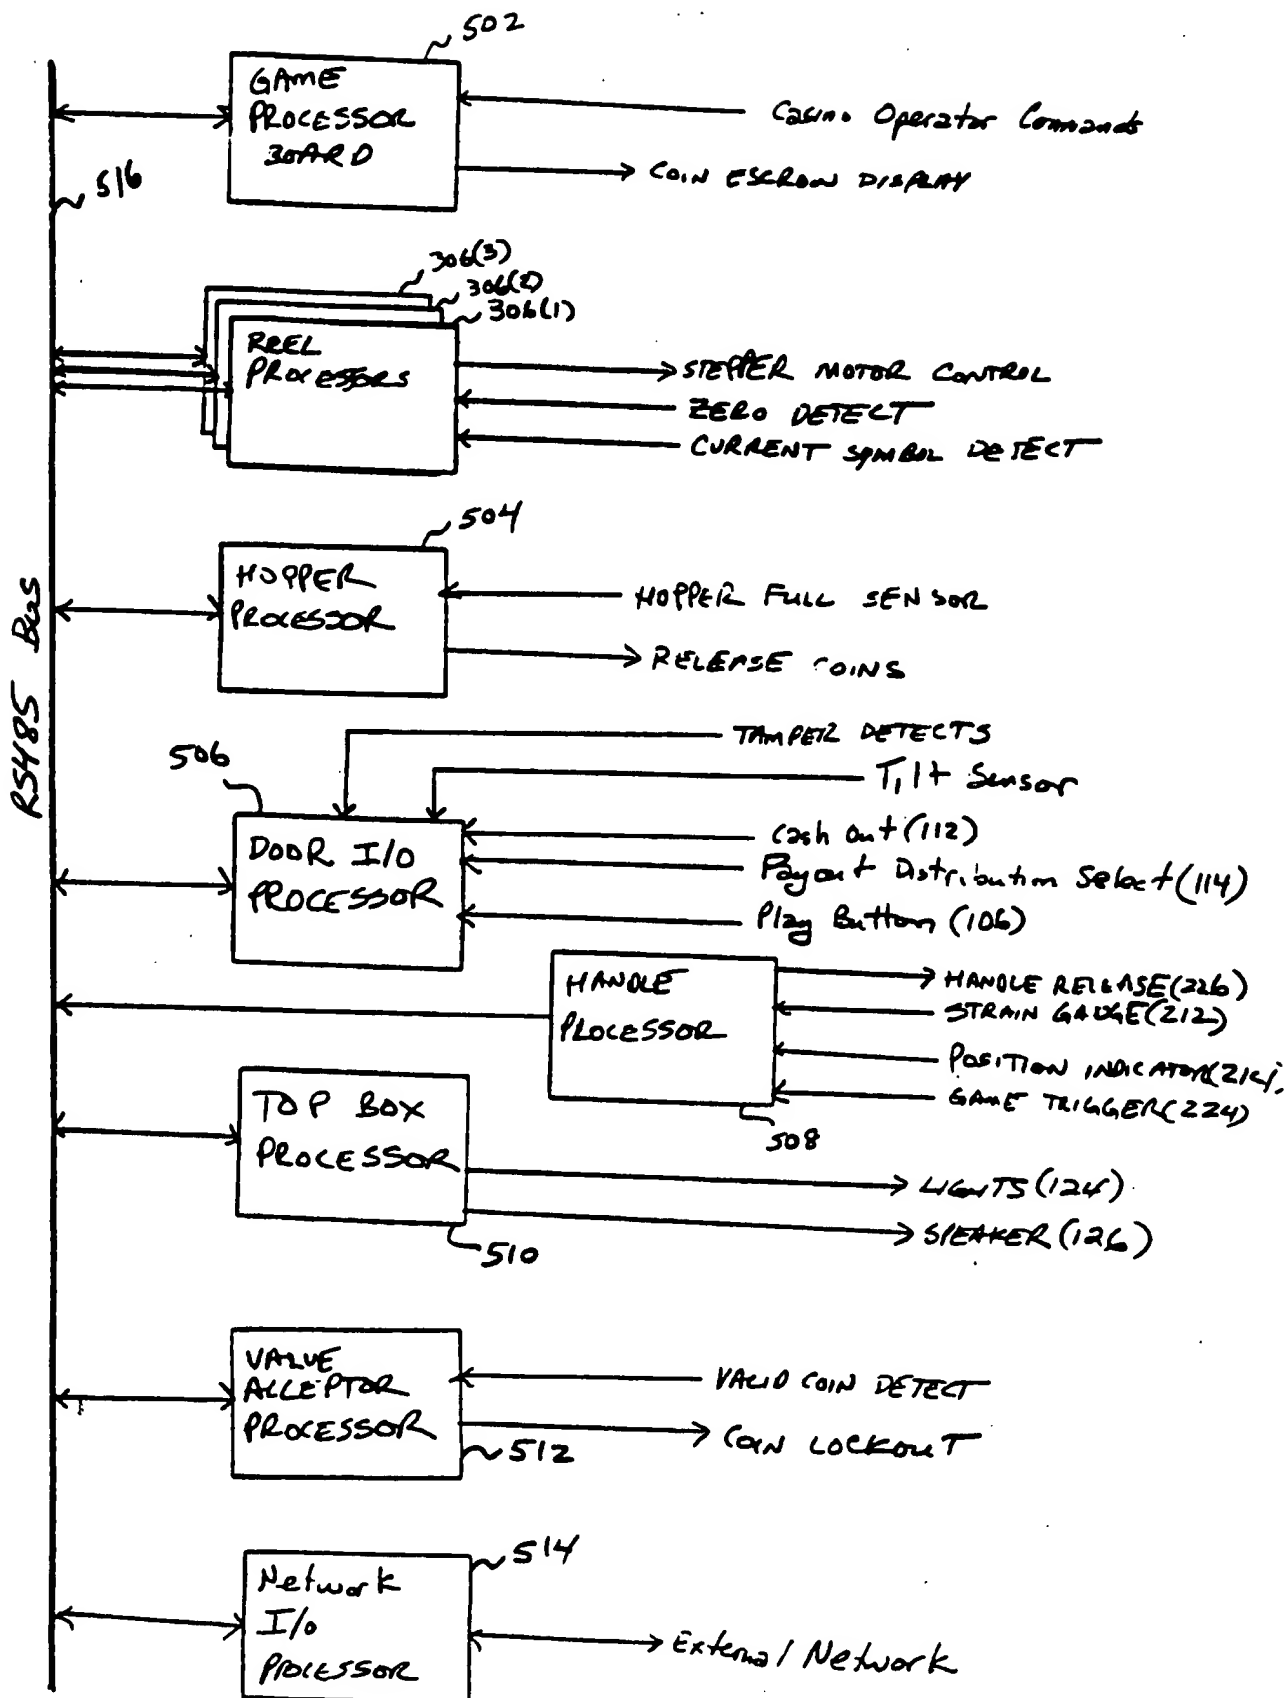 502
GAME
PROCESSOR
BOARD
Casino Operator Commands
COIN ESCROW DISPLAY
516
306(3)
306(2)
306(1)
REEL
PROCESSORS
STEPPER MOTOR CONTROL
ZERO DETECT
CURRENT SYMBOL DETECT
504
HOPPER
PROCESSOR
HOPPER FULL SENSOR
RELEASE COINS
RS485 Bus
TAMPER DETECTS
Tilt Sensor
506
DOOR I/O
PROCESSOR
Cash Out (112)
Payout Distribution Select (114)
Play Button (106)
HANDLE
PROCESSOR
HANDLE RELEASE (226)
STRAIN GAUGE (212)
POSITION INDICATOR (214)
GAME TRIGGER (224)
508
TOP BOX
PROCESSOR
LIGHTS (124)
SPEAKER (126)
510
VALUE
ACCEPTOR
PROCESSOR
VALID COIN DETECT
COIN LOCKOUT
512
514
Network
I/O
PROCESSOR
External Network